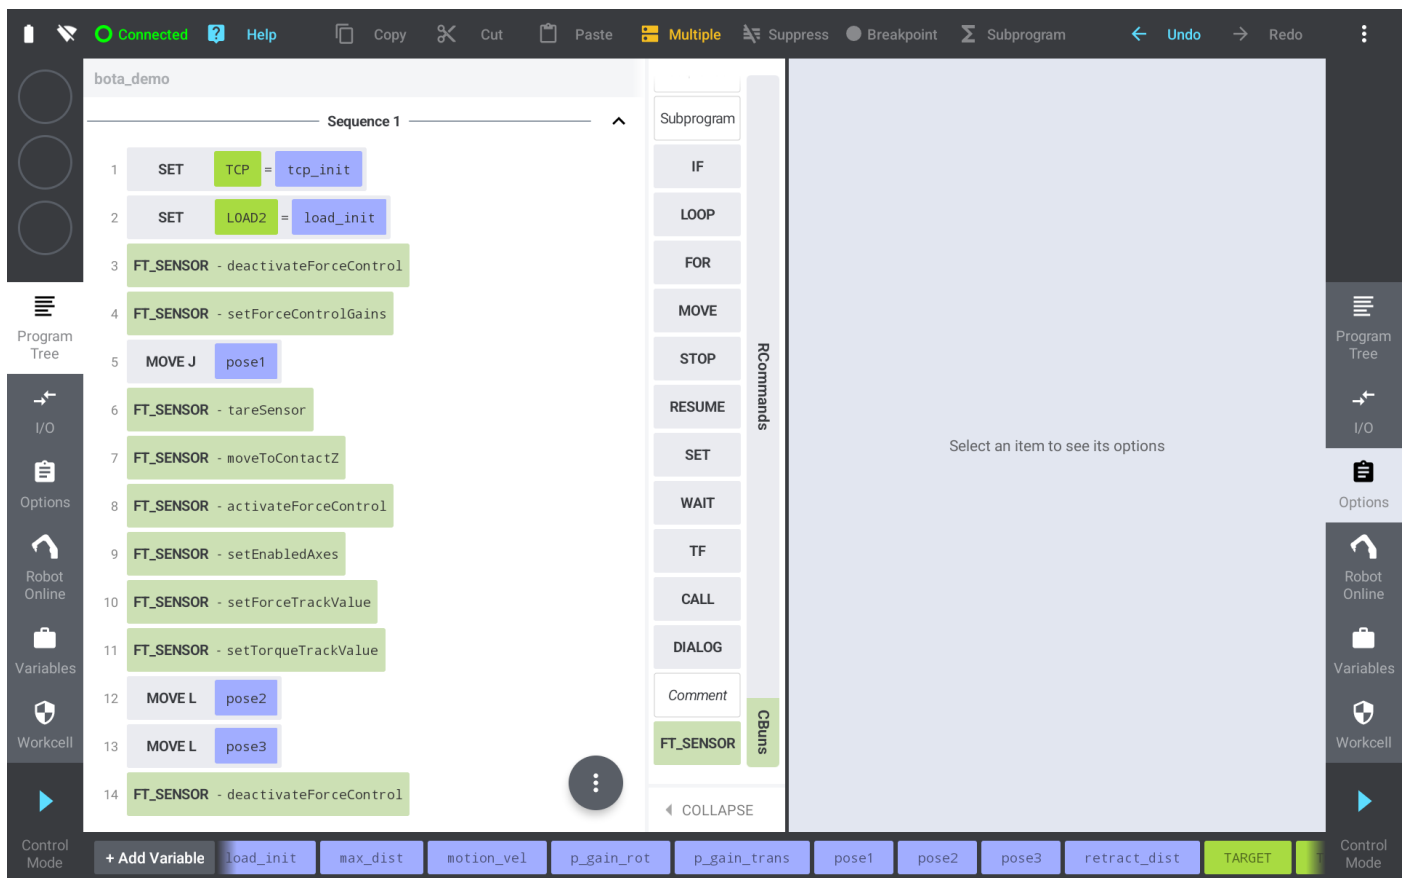 Connected Help Copy Cut Paste Multiple Suppress Breakpoint Subprogram Undo Redo
bota_demo
Sequence 1
1 SET TCP = tcp_init
2 SET LOAD2 = load_init
3 FT_SENSOR - deactivateForceControl
4 FT_SENSOR - setForceControlGains
5 MOVE J pose1
6 FT_SENSOR - tareSensor
7 FT_SENSOR - moveToContactZ
8 FT_SENSOR - activateForceControl
9 FT_SENSOR - setEnabledAxes
10 FT_SENSOR - setForceTrackValue
11 FT_SENSOR - setTorqueTrackValue
12 MOVE L pose2
13 MOVE L pose3
14 FT_SENSOR - deactivateForceControl
Program
Tree
I/O
Options
Robot
Online
Variables
Workcell
Control
Mode
Subprogram
IF
LOOP
FOR
MOVE
STOP
RESUME
SET
WAIT
TF
CALL
DIALOG
Comment
FT_SENSOR
RCommands
CBuns
COLLAPSE
Select an item to see its options
Program
Tree
I/O
Options
Robot
Online
Variables
Workcell
Control
Mode
+ Add Variable load_init max_dist motion_vel p_gain_rot p_gain_trans pose1 pose2 pose3 retract_dist TARGET